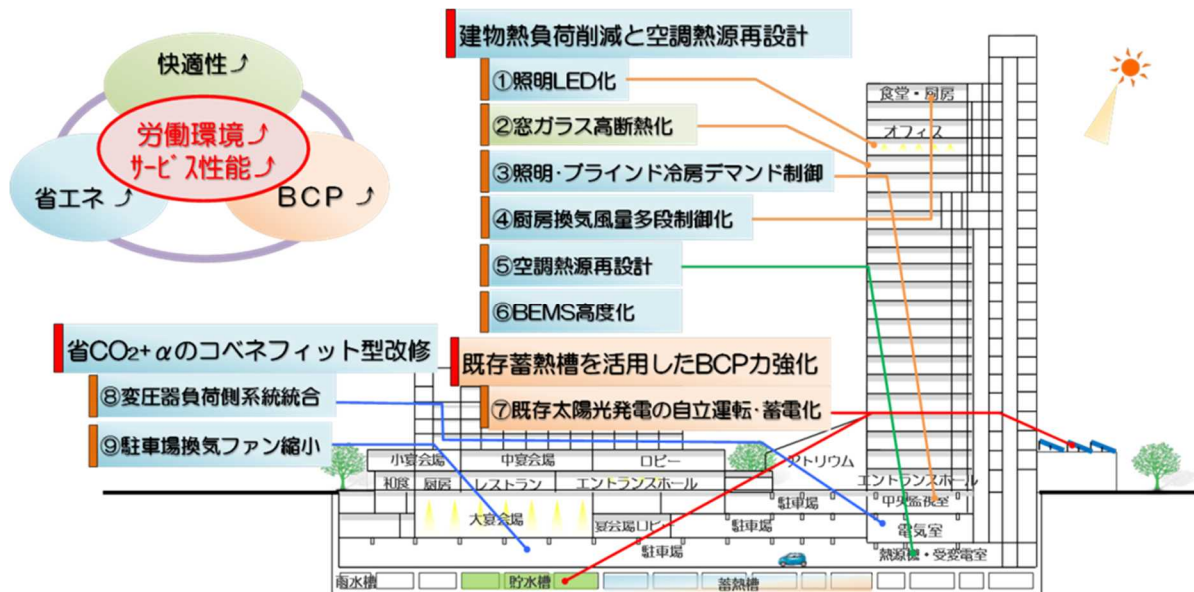 快適性⤴
労働環境⤴
ｻｰﾋﾞｽ性能⤴
省エネ⤴
ＢＣＰ⤴
建物熱負荷削減と空調熱源再設計
①照明LED化
②窓ガラス高断熱化
③照明・ブラインド冷房デマンド制御
④厨房換気風量多段制御化
⑤空調熱源再設計
⑥BEMS高度化
省CO₂+αのコベネフィット型改修
⑧変圧器負荷側系統統合
⑨駐車場換気ファン縮小
既存蓄熱槽を活用したBCP力強化
⑦既存太陽光発電の自立運転・蓄電化
食堂・厨房
オフィス
小宴会場
中宴会場
ロビー
アトリウム
和食
厨房
レストラン
エントランスホール
エントランスホール
駐車場
中央監視室
大宴会場
宴会場ロビー
駐車場
電気室
駐車場
熱源機・受変電室
雨水槽
貯水槽
蓄熱槽